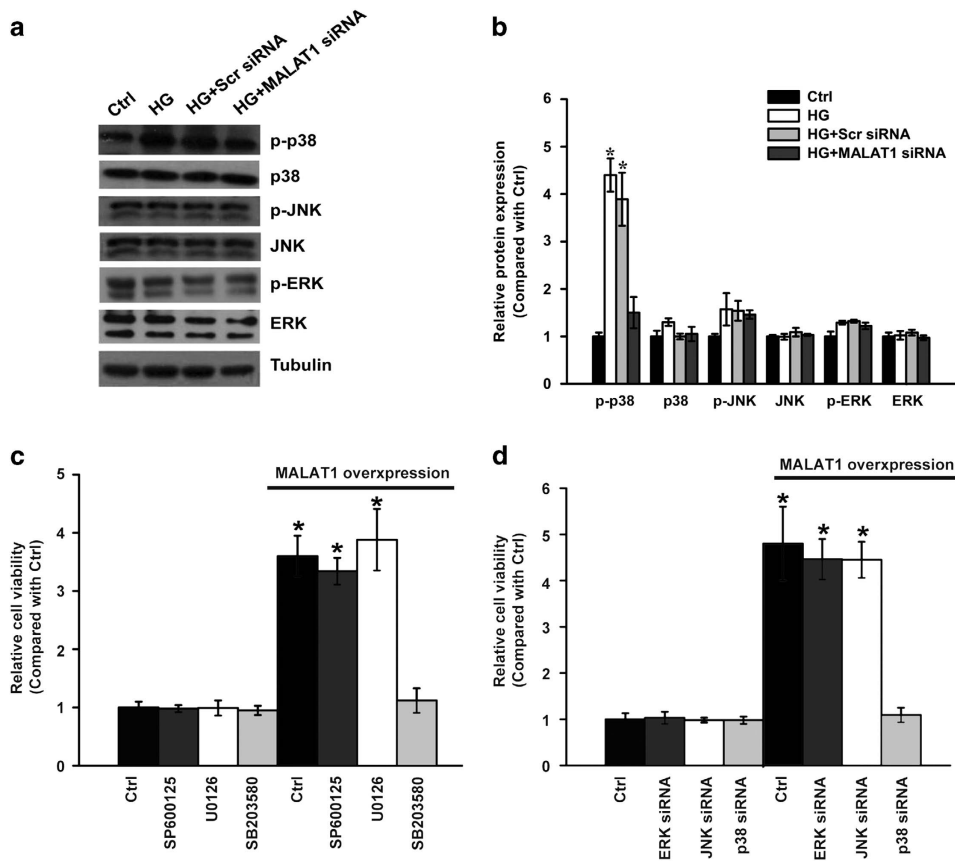 a
Ctrl
HG
HG+Scr siRNA
HG+MALAT1 siRNA
p-p38
p38
p-JNK
JNK
p-ERK
ERK
Tubulin
b
Ctrl
HG
HG+Scr siRNA
HG+MALAT1 siRNA
Relative protein expression
(Compared with Ctrl)
6
5
4
3
2
1
0
* *
p-p38 p38 p-JNK JNK p-ERK ERK
c
MALAT1 overxpression
Relative cell viability
(Compared with Ctrl)
5
4
3
2
1
0
* * *
Ctrl
SP600125
U0126
SB203580
Ctrl
SP600125
U0126
SB203580
d
MALAT1 overxpression
Relative cell viability
(Compared with Ctrl)
6
5
4
3
2
1
0
* * *
Ctrl
ERK siRNA
JNK siRNA
p38 siRNA
Ctrl
ERK siRNA
JNK siRNA
p38 siRNA